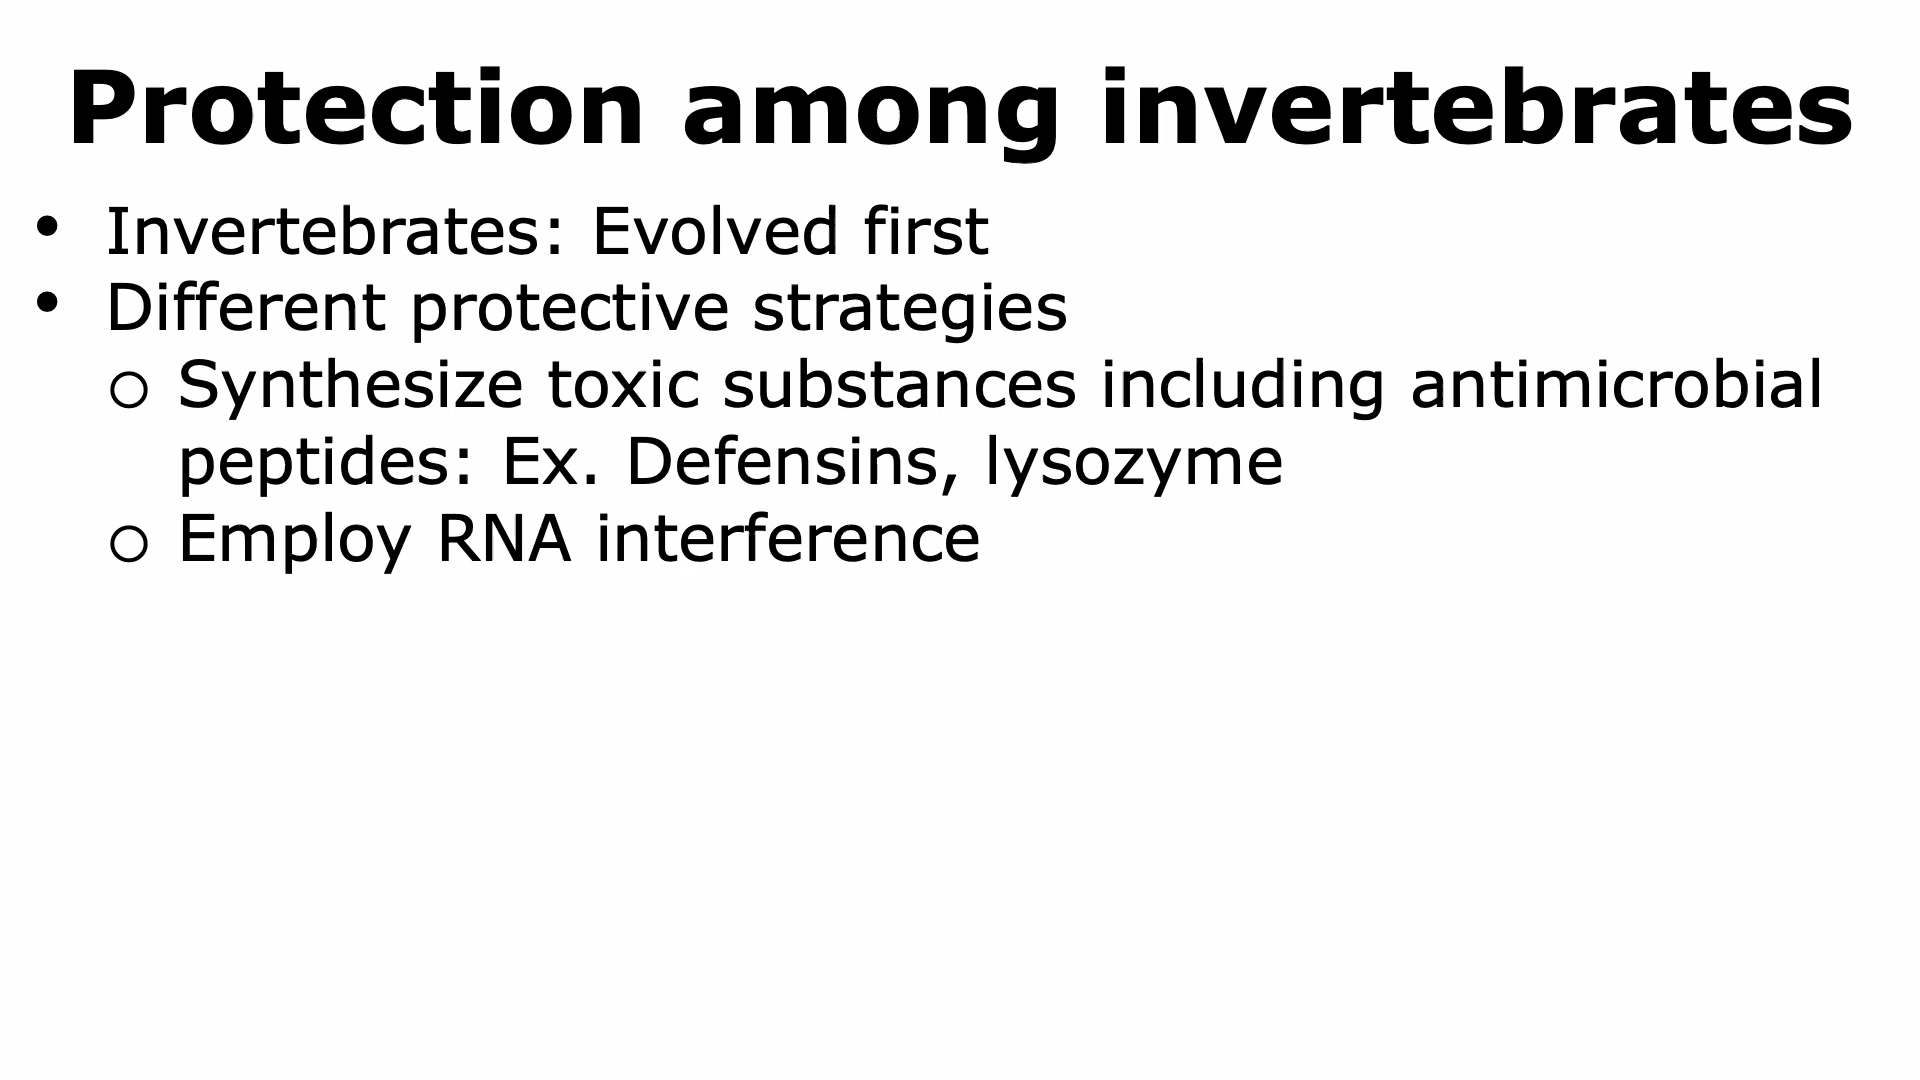 Protection among invertebrates
• Invertebrates: Evolved first
• Different protective strategies
○ Synthesize toxic substances including antimicrobial
peptides: Ex. Defensins, lysozyme
○ Employ RNA interference